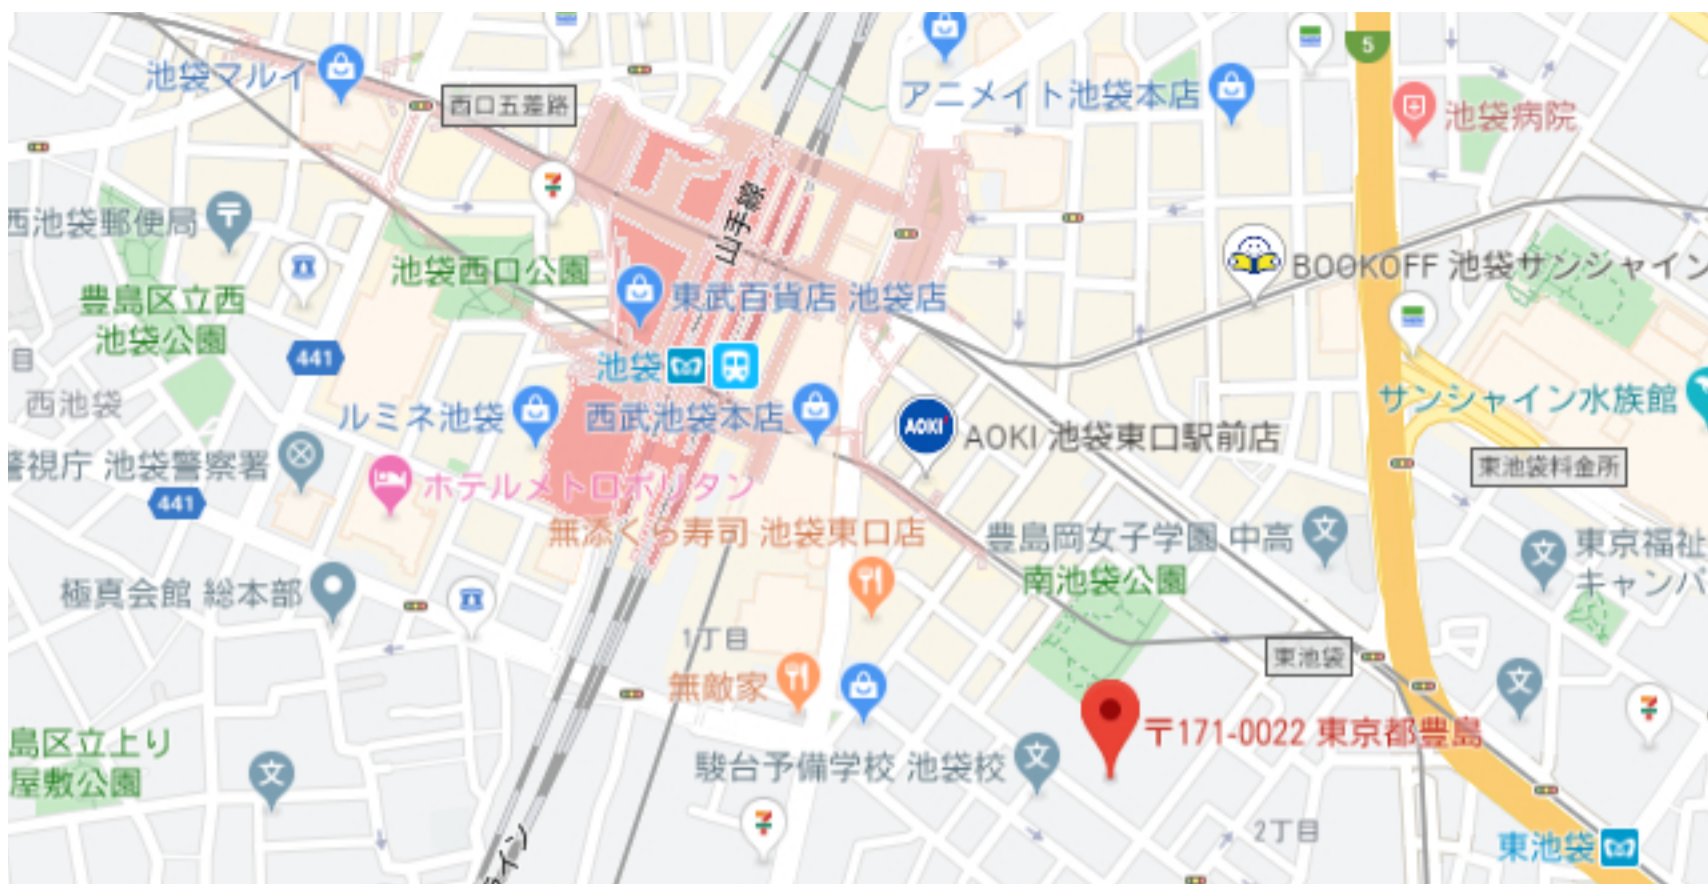 池袋マルイ
西口五差路
アニメイト池袋本店
5
池袋病院
西池袋郵便局
山手線
池袋西口公園
BOOKOFF 池袋サンシャイン
豊島区立西
池袋公園
東武百貨店 池袋店
目
441
池袋
西池袋
サンシャイン水族館
ルミネ池袋
西武池袋本店
AOKI
AOKI 池袋東口駅前店
視庁 池袋警察署
東池袋料金所
ホテルメトロポリタン
441
無添くら寿司 池袋東口店
豊島岡女子学園 中高
東京福祉
キャンパ
南池袋公園
極真会館 総本部
1丁目
東池袋
無敵家
〒171-0022 東京都豊島
島区立上り
屋敷公園
駿台予備学校 池袋校
2丁目
東池袋
イン